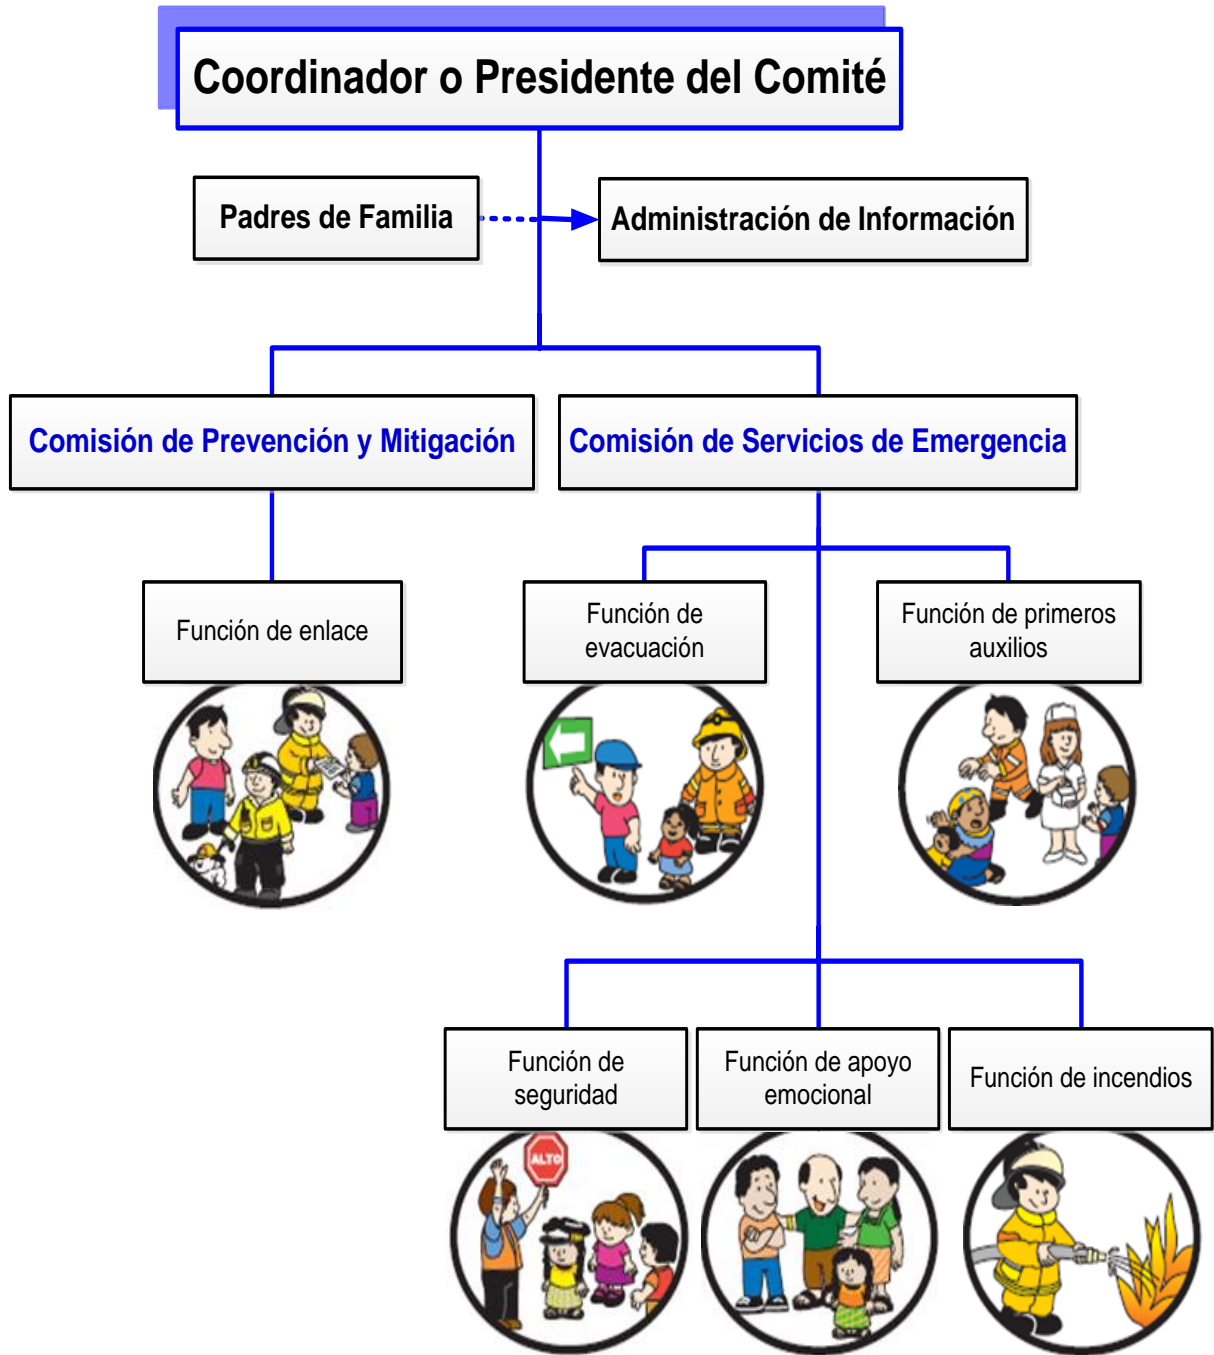 Coordinador o Presidente del Comité
Padres de Familia
Administración de Información
Comisión de Prevención y Mitigación
Comisión de Servicios de Emergencia
Función de enlace
Función de
evacuación
Función de primeros
auxilios
Función de
seguridad
Función de apoyo
emocional
Función de incendios
ALTO